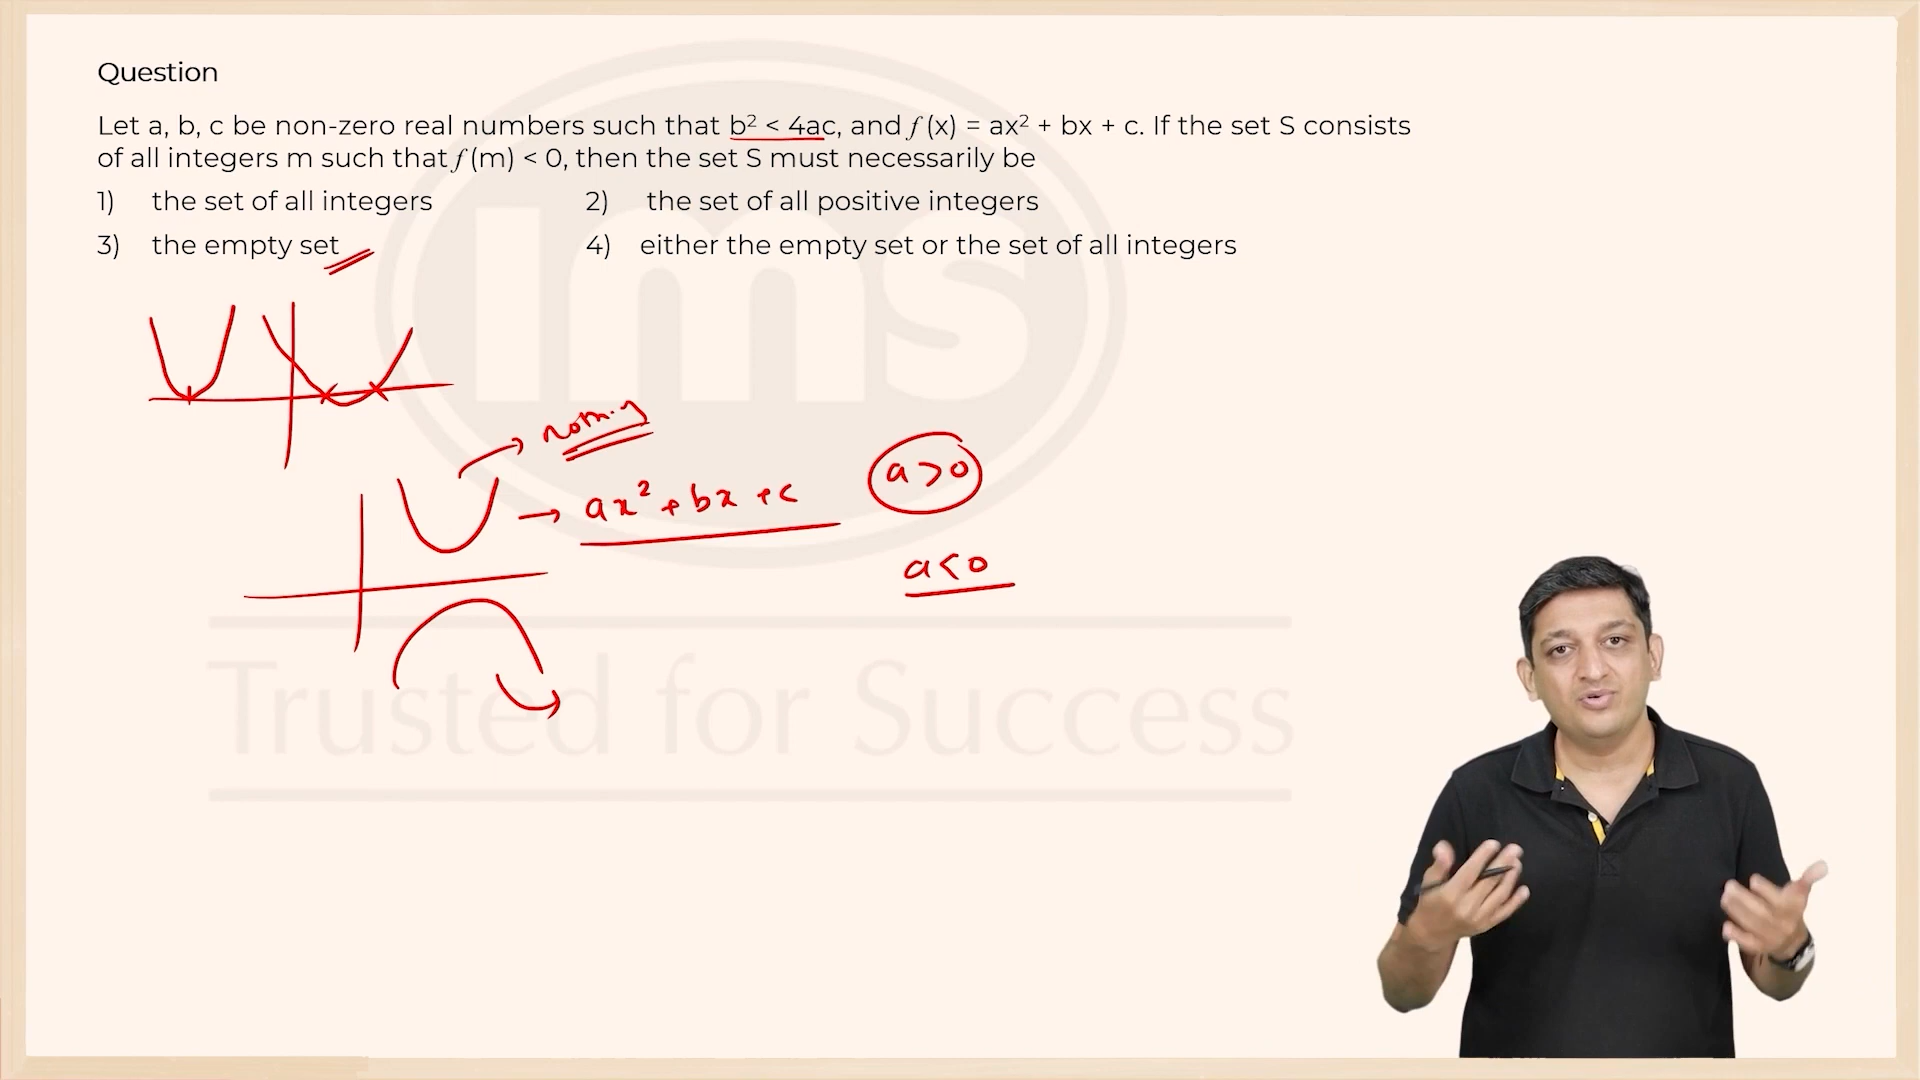 Question
Let a, b, c be non-zero real numbers such that b² < 4ac, and f (x) = ax² + bx + c. If the set S consists
of all integers m such that f (m) < 0, then the set S must necessarily be
1) the set of all integers
2) the set of all positive integers
3) the empty set
4) either the empty set or the set of all integers
ims
ax² + bx + c
a > 0
a < 0
Trusted for Success